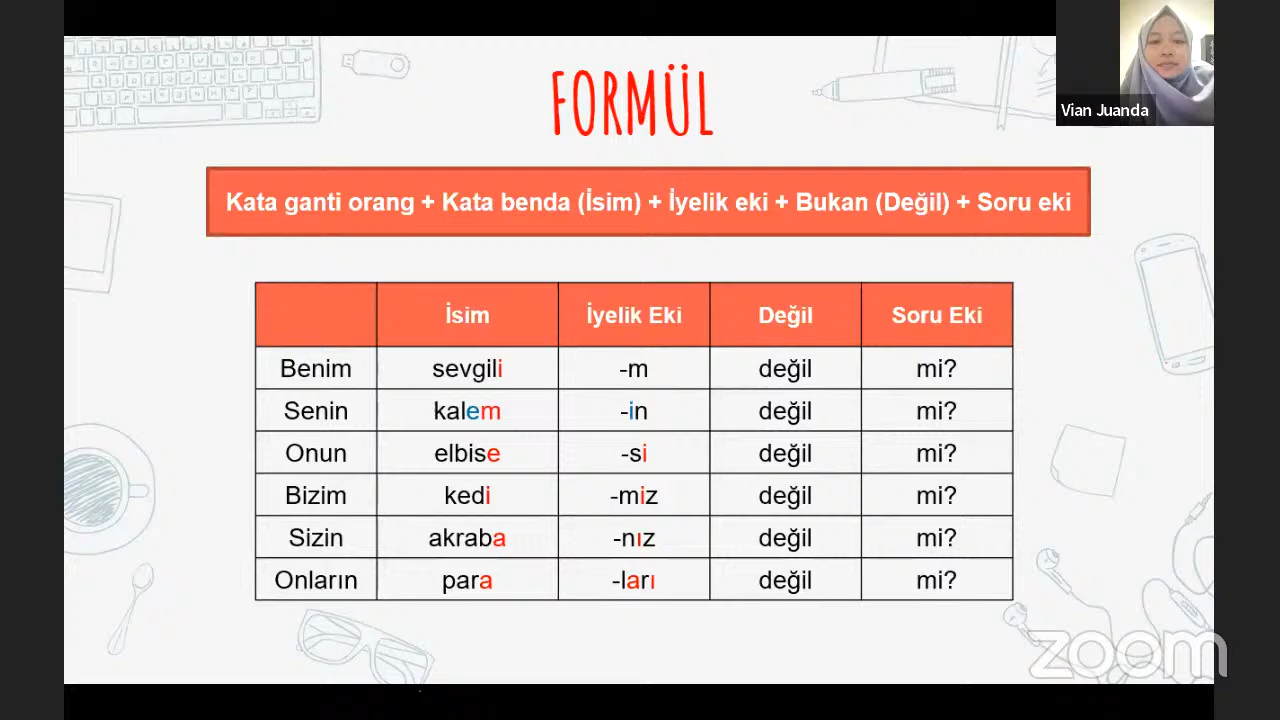 FORMÜL
Vian Juanda
Kata ganti orang + Kata benda (İsim) + İyelik eki + Bukan (Değil) + Soru eki
İsim İyelik Eki Değil Soru Eki
Benim sevgili -m değil mi?
Senin kalem -in değil mi?
Onun elbise -si değil mi?
Bizim kedi -miz değil mi?
Sizin akraba -nız değil mi?
Onların para -ları değil mi?
zoom